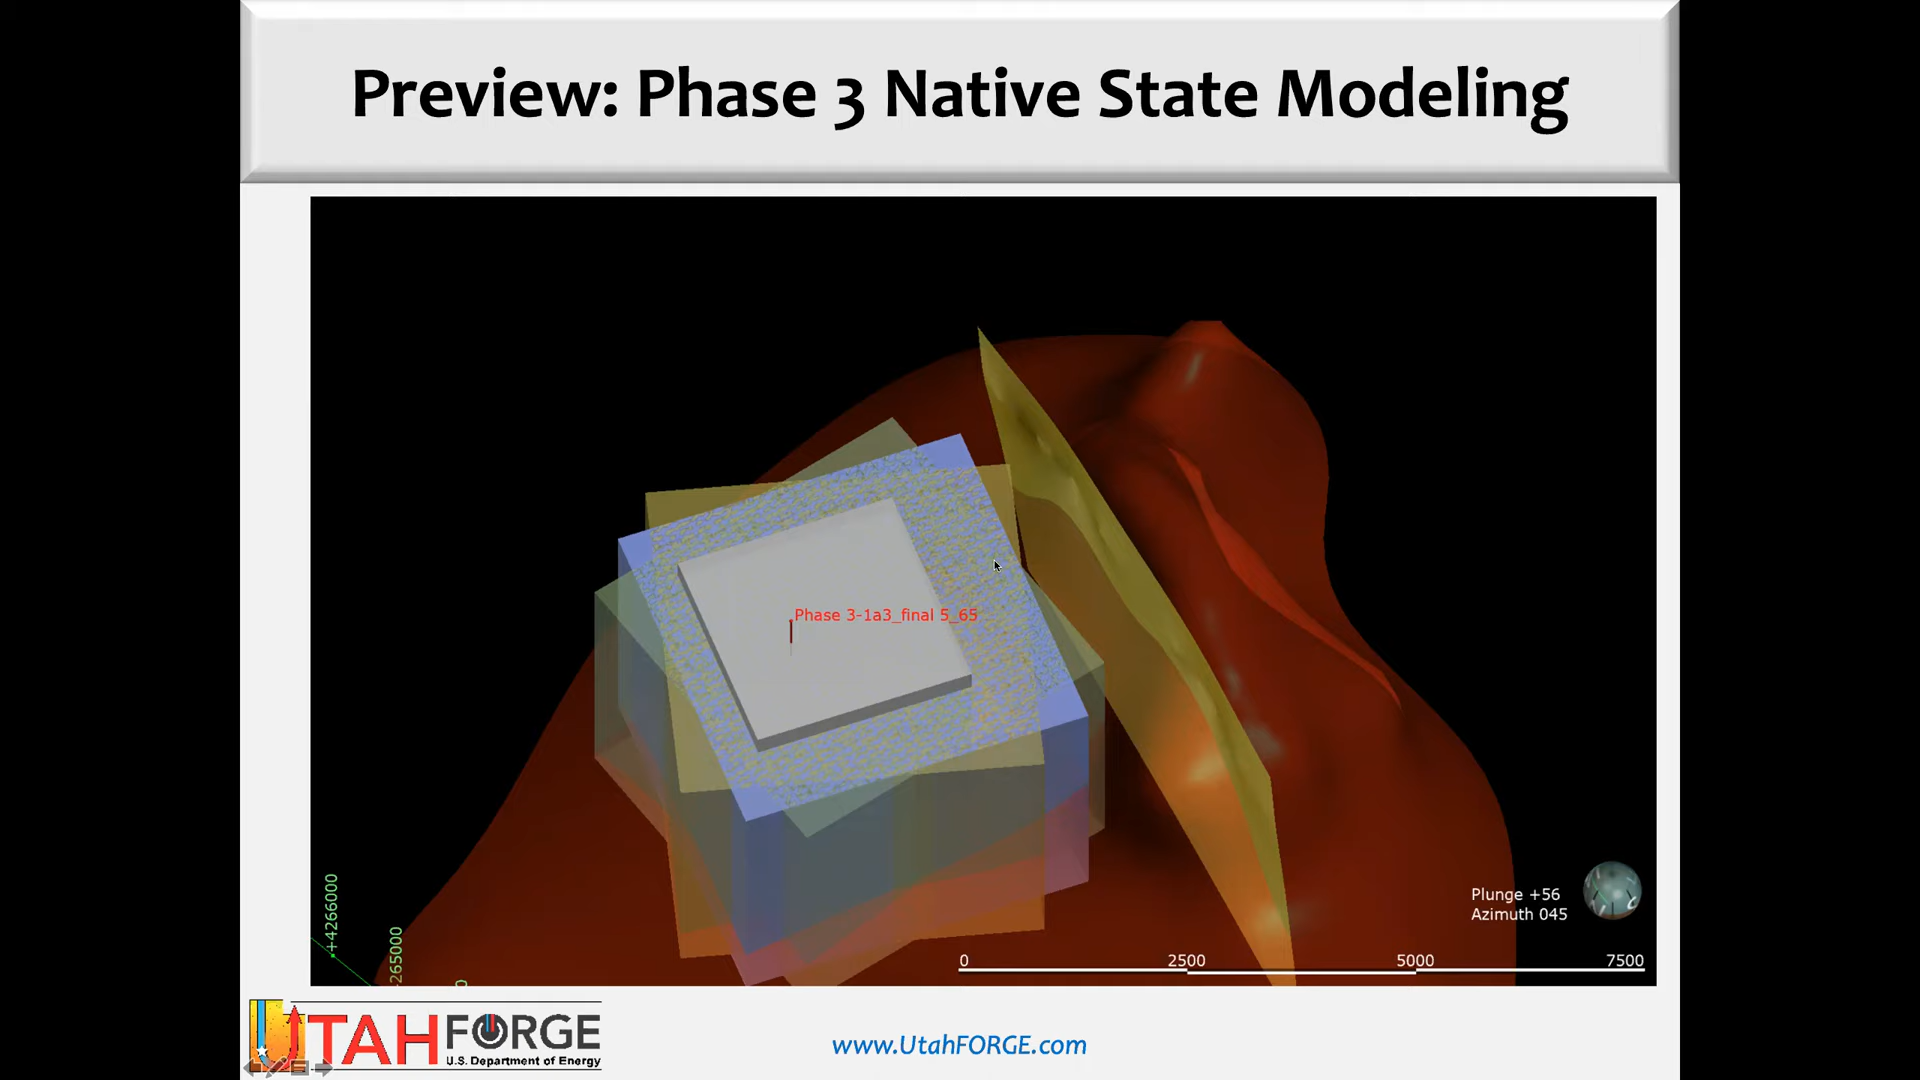 Preview: Phase 3 Native State Modeling
Phase 3-1a3_final 5_65
Plunge +56
Azimuth 045
+4266000
265000
0
0 2500 5000 7500
UTAH FORGE
U.S. Department of Energy
www.UtahFORGE.com